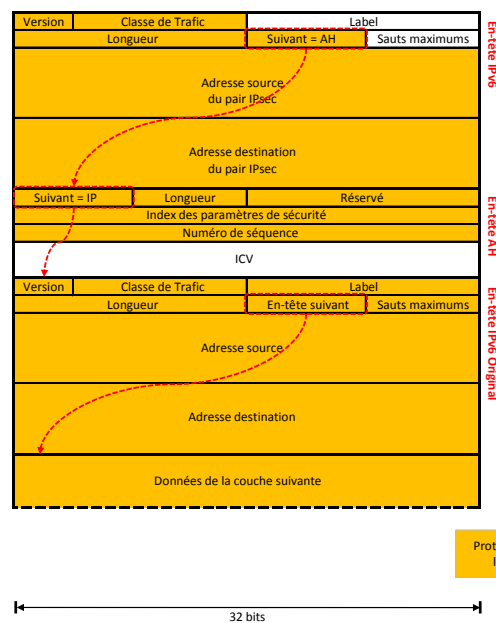 Version Classe de Trafic Label
Longueur Suivant = AH Sauts maximums
Adresse source
du pair IPsec
Adresse destination
du pair IPsec
En-tête IPv6
Suivant = IP Longueur Réservé
Index des paramètres de sécurité
Numéro de séquence
ICV
En-tête AH
Version Classe de Trafic Label
Longueur En-tête suivant Sauts maximums
Adresse source
Adresse destination
Données de la couche suivante
En-tête IPv6 Original
32 bits